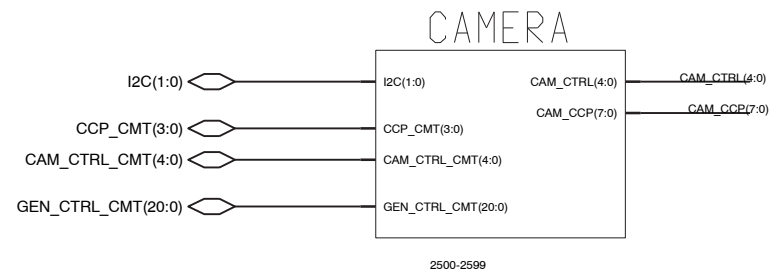 CAMERA
I2C(1:0) I2C(1:0) CAM_CTRL(4:0) CAM_CTRL(4:0)
CAM_CCP(7:0) CAM_CCP(7:0)
CCP_CMT(3:0) CCP_CMT(3:0)
CAM_CTRL_CMT(4:0) CAM_CTRL_CMT(4:0)
GEN_CTRL_CMT(20:0) GEN_CTRL_CMT(20:0)
2500-2599